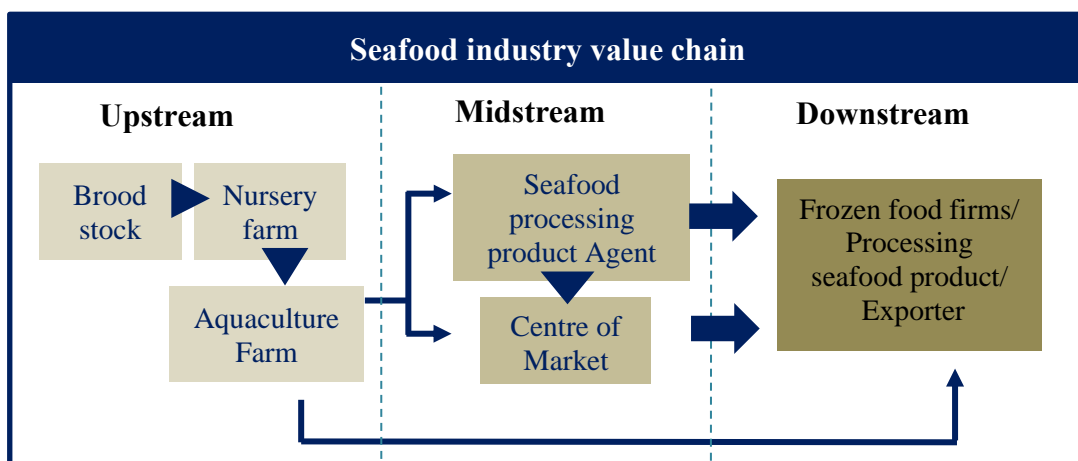 Seafood industry value chain
Upstream
Midstream
Downstream
Brood
stock
Nursery
farm
Aquaculture
Farm
Seafood
processing
product Agent
Centre of
Market
Frozen food firms/
Processing
seafood product/
Exporter